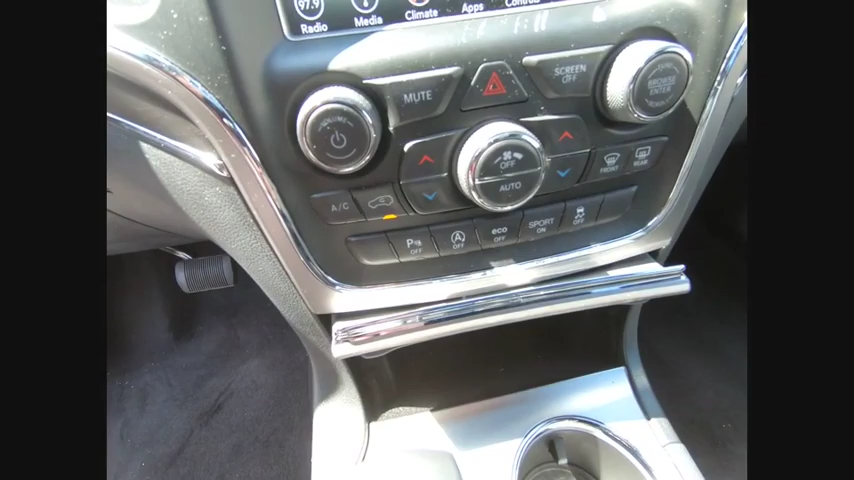 97.9
Radio
Media
Climate
Apps
Controls
MUTE
SCREEN
OFF
VOLUME
BROWSE
ENTER
OFF
AUTO
FRONT
REAR
A/C
P
OFF
A
OFF
eco
OFF
SPORT
ON
OFF